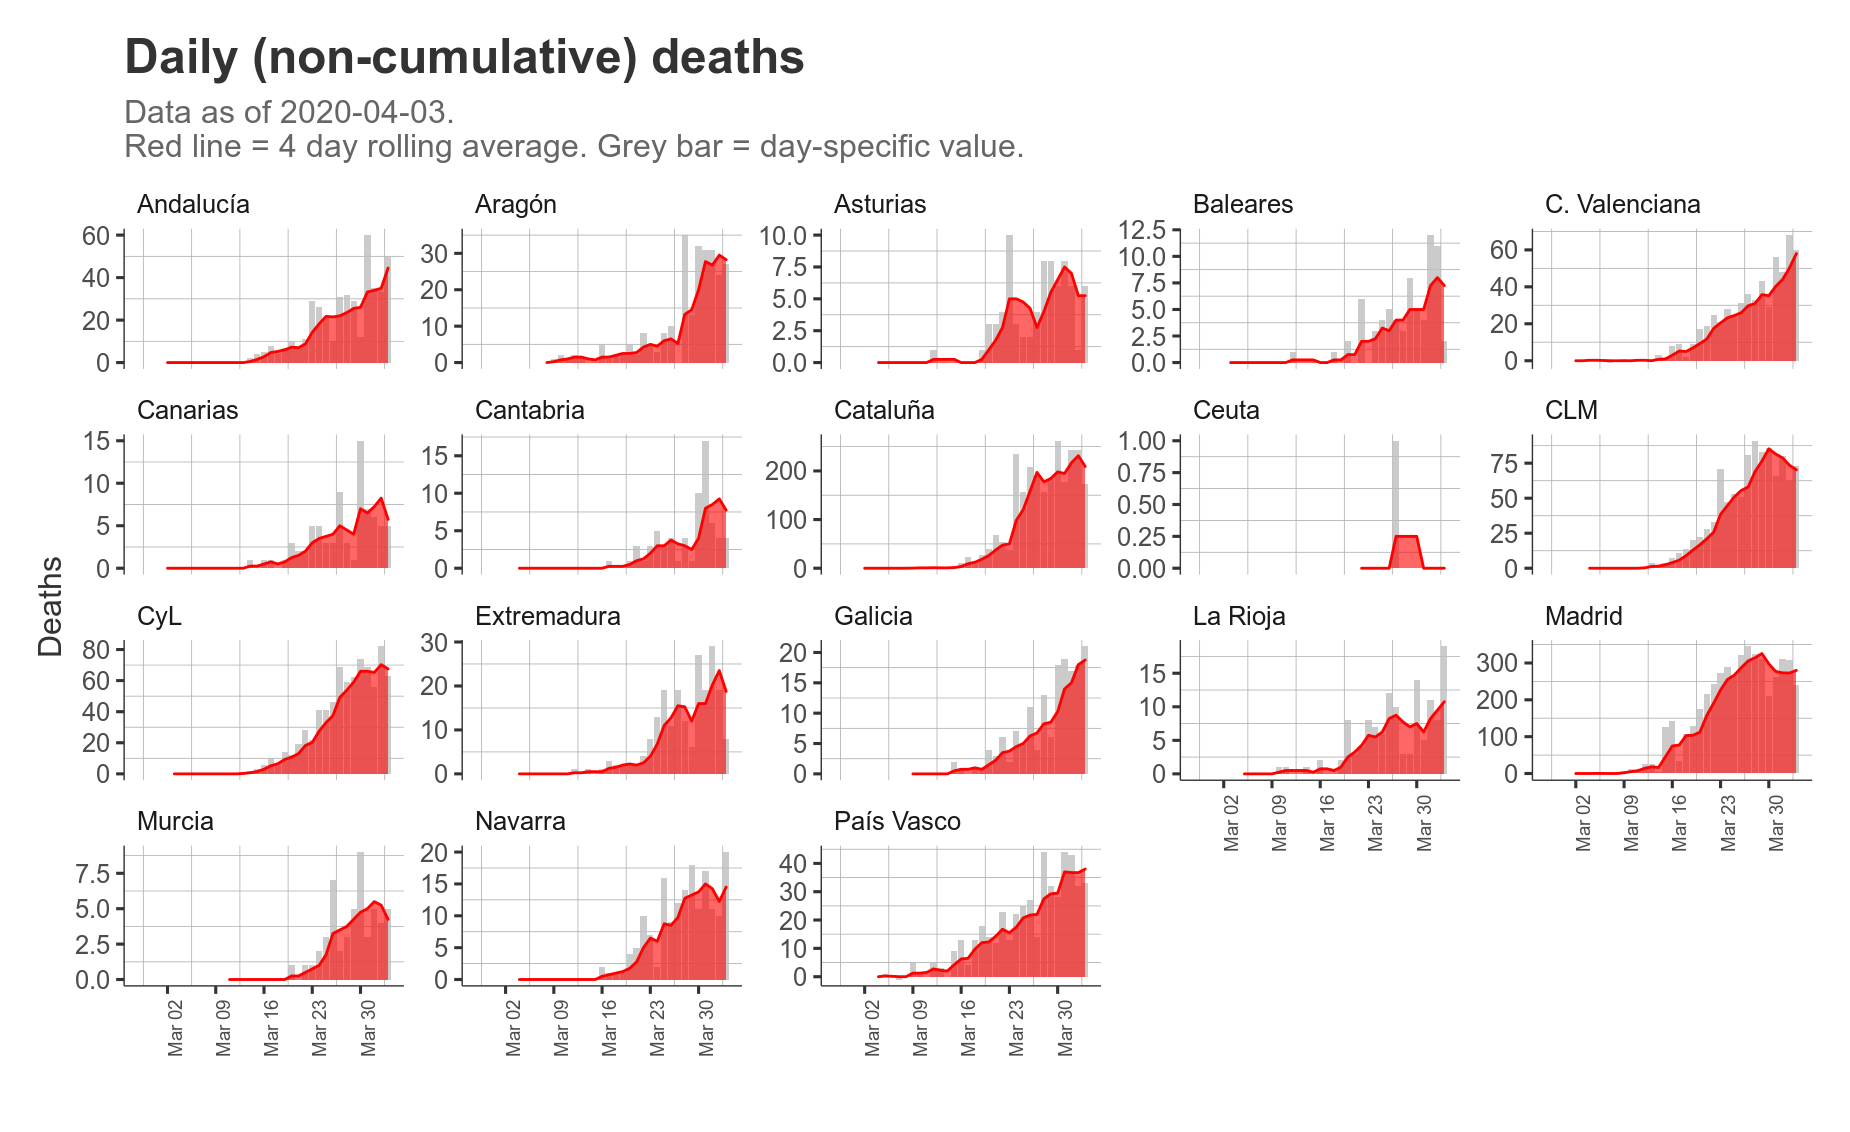 Daily (non-cumulative) deaths
Data as of 2020-04-03.
Red line = 4 day rolling average. Grey bar = day-specific value.
Deaths
Andalucía
60
40
20
0
Aragón
30
20
10
0
Asturias
10.0
7.5
5.0
2.5
0.0
Baleares
12.5
10.0
7.5
5.0
2.5
0.0
C. Valenciana
60
40
20
0
Canarias
15
10
5
0
Cantabria
15
10
5
0
Cataluña
200
100
0
Ceuta
1.00
0.75
0.50
0.25
0.00
CLM
75
50
25
0
CyL
80
60
40
20
0
Extremadura
30
20
10
0
Galicia
20
15
10
5
0
La Rioja
15
10
5
0
Mar 02
Mar 09
Mar 16
Mar 23
Mar 30
Madrid
300
200
100
0
Mar 02
Mar 09
Mar 16
Mar 23
Mar 30
Murcia
7.5
5.0
2.5
0.0
Mar 02
Mar 09
Mar 16
Mar 23
Mar 30
Navarra
20
15
10
5
0
Mar 02
Mar 09
Mar 16
Mar 23
Mar 30
País Vasco
40
30
20
10
0
Mar 02
Mar 09
Mar 16
Mar 23
Mar 30